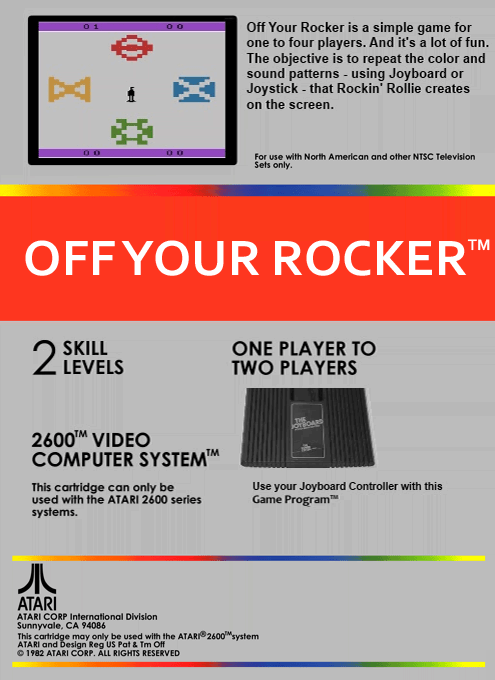 01 00
Off Your Rocker is a simple game for
one to four players. And it's a lot of fun.
The objective is to repeat the color and
sound patterns - using Joyboard or
Joystick - that Rockin' Rollie creates
on the screen.
00 00
For use with North American and other NTSC Television
Sets only.
OFF YOUR ROCKER™
2 SKILL
LEVELS
ONE PLAYER TO
TWO PLAYERS
THE
JOYBOARD
2600™ VIDEO
COMPUTER SYSTEM™
This cartridge can only be
used with the ATARI 2600 series
systems.
Use your Joyboard Controller with this
Game Program™
ATARI
ATARI CORP International Division
Sunnyvale, CA 94086
This cartridge may only be used with the ATARI®2600™system
ATARI and Design Reg US Pat & Tm Off
© 1982 ATARI CORP. ALL RIGHTS RESERVED